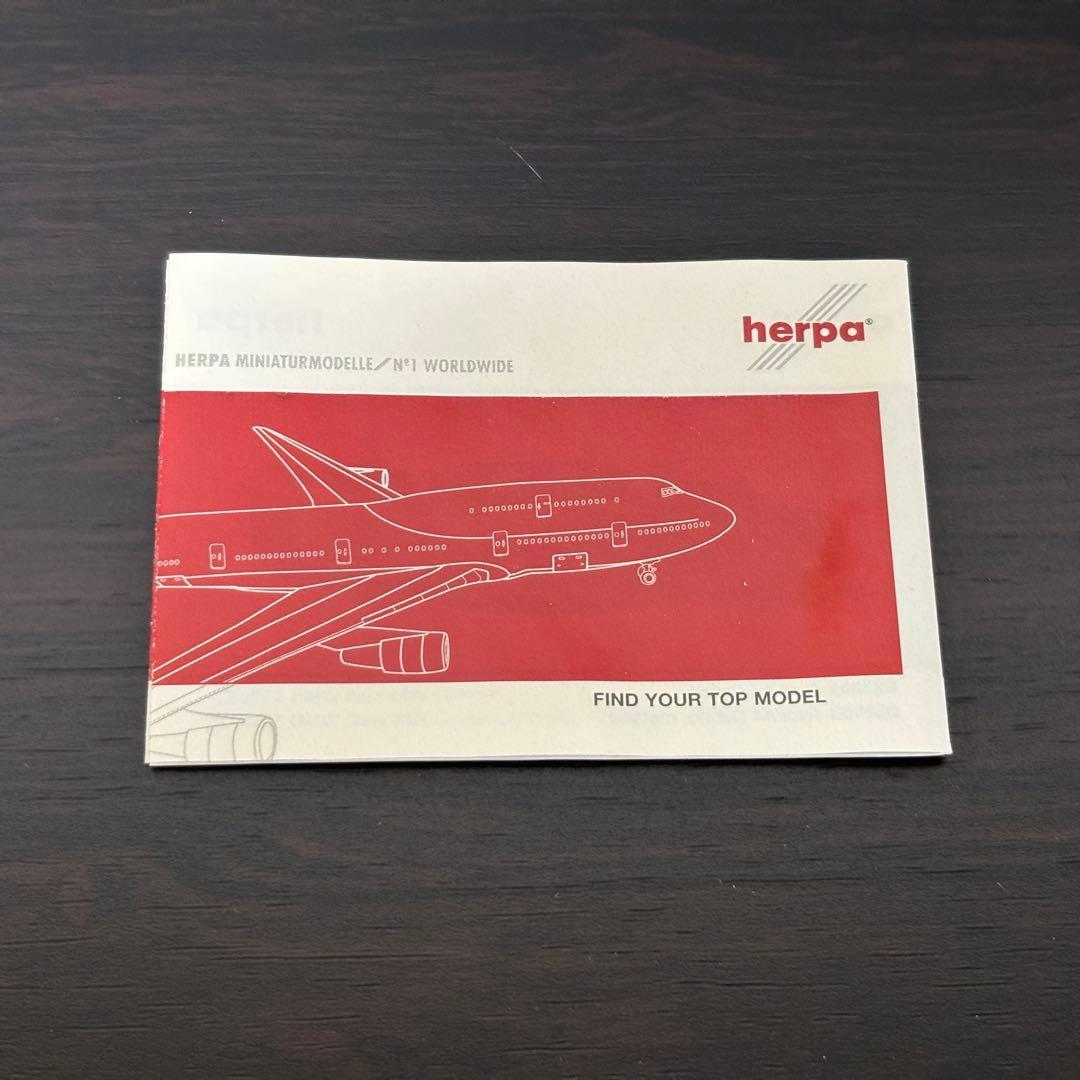 herpa®
HERPA MINIATURMODELLE/Nº1 WORLDWIDE
FIND YOUR TOP MODEL